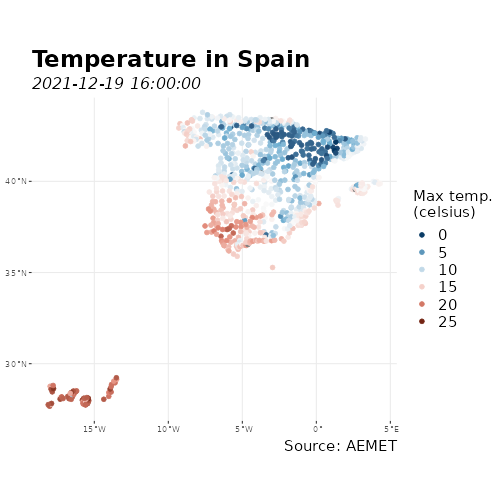 Temperature in Spain
2021-12-19 16:00:00
40°N
35°N
30°N
15°W
10°W
5°W
0°
5°E
Max temp.
(celsius)
0
5
10
15
20
25
Source: AEMET